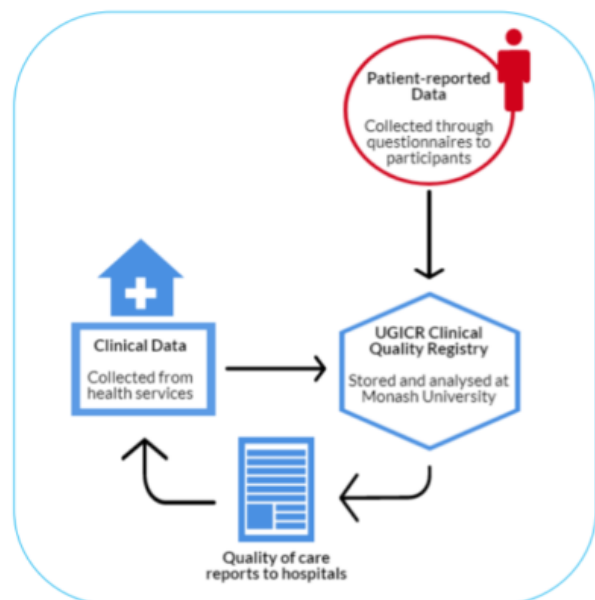 Patient-reported
Data
Collected through
questionnaires to
participants
Clinical Data
Collected from
health services
UGICR Clinical
Quality Registry
Stored and analysed at
Monash University
Quality of care
reports to hospitals